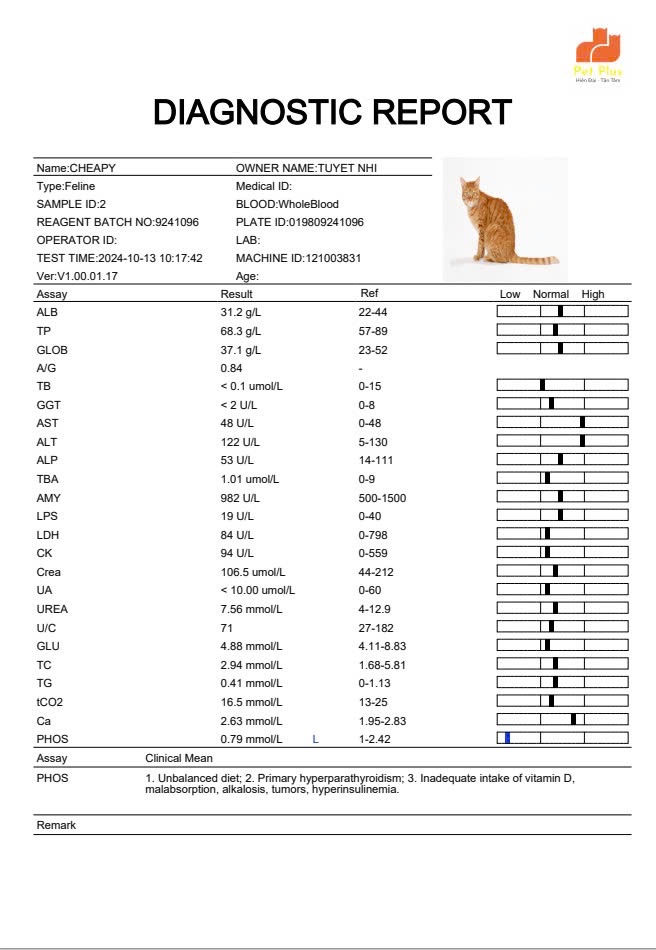 Pet Plus
Hiện Đại - Tận Tâm
DIAGNOSTIC REPORT
Name:CHEAPY OWNER NAME:TUYET NHI
Type:Feline Medical ID:
SAMPLE ID:2 BLOOD:WholeBlood
REAGENT BATCH NO:9241096 PLATE ID:019809241096
OPERATOR ID: LAB:
TEST TIME:2024-10-13 10:17:42 MACHINE ID:121003831
Ver:V1.00.01.17 Age:
Assay Result Ref Low Normal High
ALB 31.2 g/L 22-44
TP 68.3 g/L 57-89
GLOB 37.1 g/L 23-52
A/G 0.84 -
TB < 0.1 umol/L 0-15
GGT < 2 U/L 0-8
AST 48 U/L 0-48
ALT 122 U/L 5-130
ALP 53 U/L 14-111
TBA 1.01 umol/L 0-9
AMY 982 U/L 500-1500
LPS 19 U/L 0-40
LDH 84 U/L 0-798
CK 94 U/L 0-559
Crea 106.5 umol/L 44-212
UA < 10.00 umol/L 0-60
UREA 7.56 mmol/L 4-12.9
U/C 71 27-182
GLU 4.88 mmol/L 4.11-8.83
TC 2.94 mmol/L 1.68-5.81
TG 0.41 mmol/L 0-1.13
tCO2 16.5 mmol/L 13-25
Ca 2.63 mmol/L 1.95-2.83
PHOS 0.79 mmol/L L 1-2.42
Assay Clinical Mean
PHOS 1. Unbalanced diet; 2. Primary hyperparathyroidism; 3. Inadequate intake of vitamin D,
malabsorption, alkalosis, tumors, hyperinsulinemia.
Remark